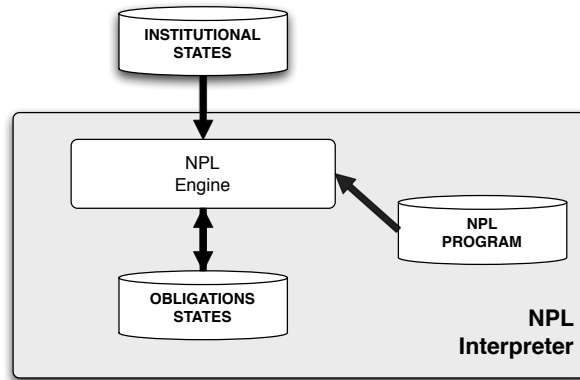 INSTITUTIONAL
STATES
NPL
Engine
NPL
PROGRAM
OBLIGATIONS
STATES
NPL
Interpreter